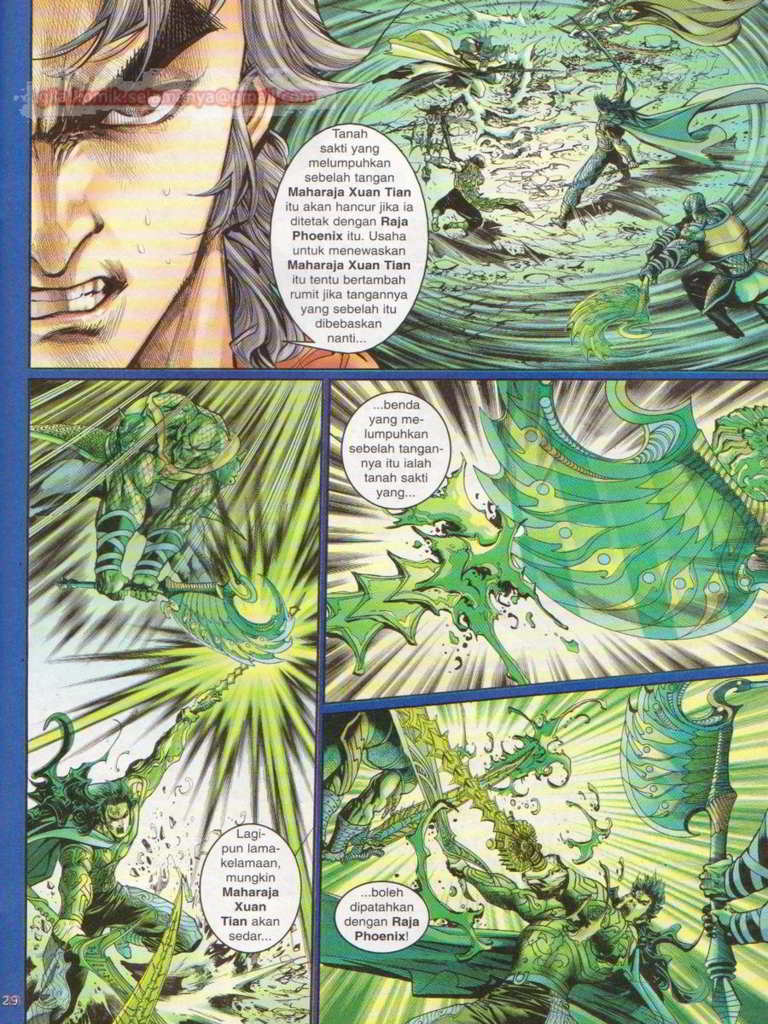 Tanah
sakti yang
melumpuhkan
sebelah tangan
Maharaja Xuan Tian
itu akan hancur jika ia
ditetak dengan Raja
Phoenix itu. Usaha
untuk menewaskan
Maharaja Xuan Tian
itu tentu bertambah
rumit jika tangannya
yang sebelah itu
dibebaskan
nanti...
...benda
yang me-
lumpuhkan
sebelah tangan-
nya itu ialah
tanah sakti
yang...
Lagi-
pun lama-
kelamaan,
mungkin
Maharaja
Xuan
Tian akan
sedar...
...boleh
dipatahkan
dengan Raja
Phoenix!
29